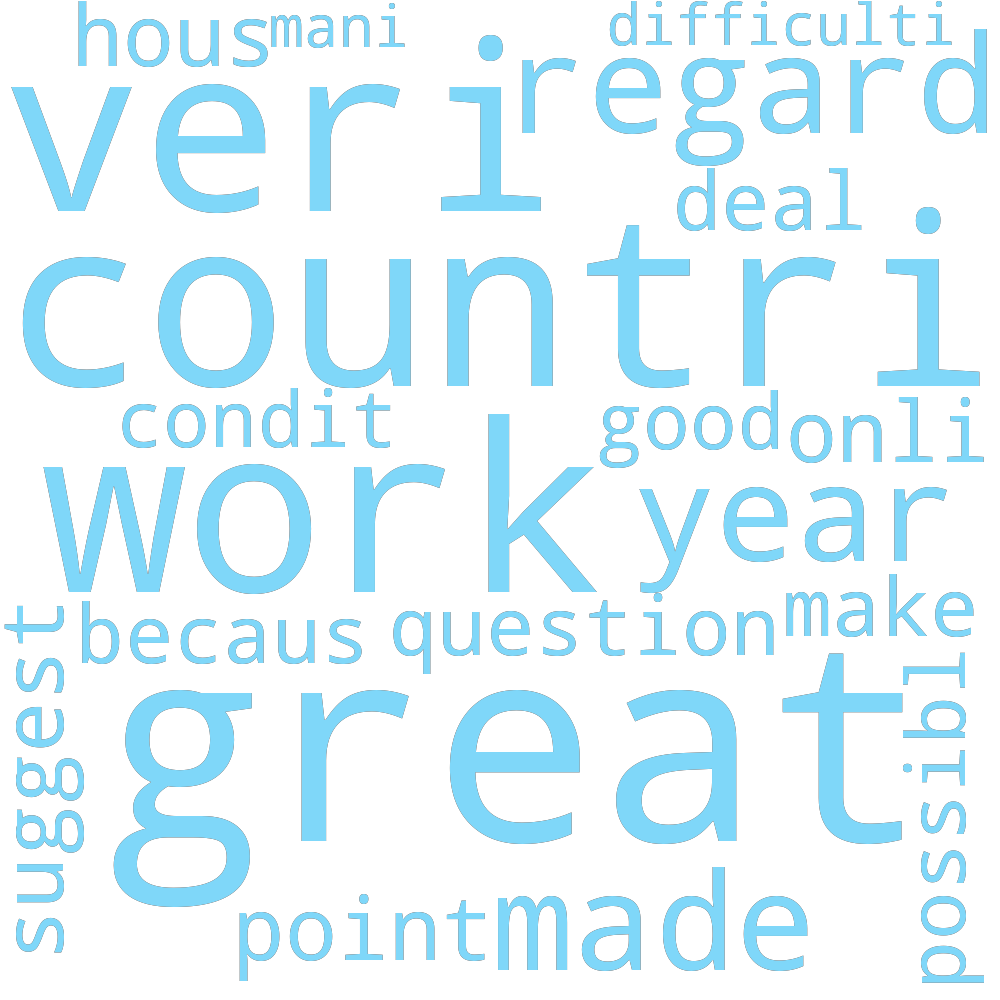 hous mani difficulti
veri regard
deal
countri
condit good onli
work year
becaus question make
suggest great possibl
point made